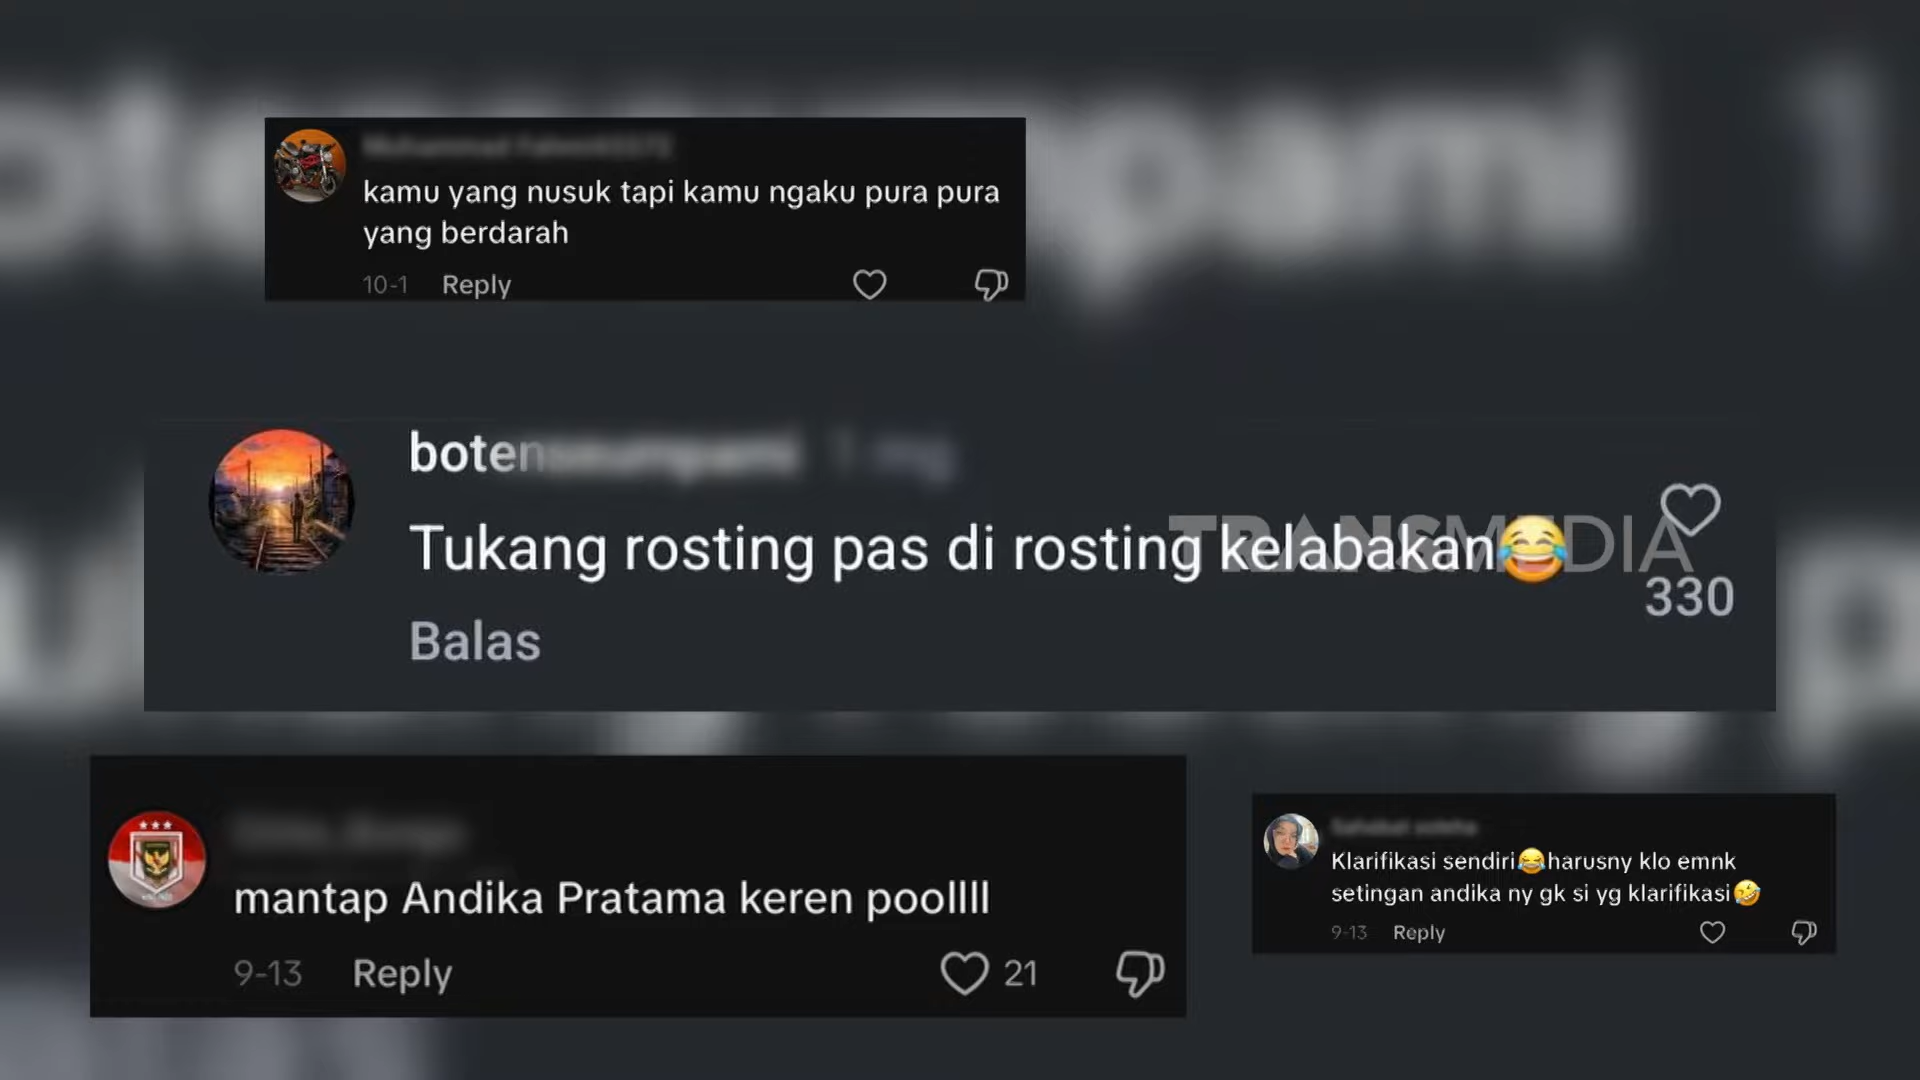 kamu yang nusuk tapi kamu ngaku pura pura
yang berdarah
10-1 Reply
boten
Tukang rosting pas di rosting kelabakan😂
330
Balas
TRANSMEDIA
mantap Andika Pratama keren poollll
9-13 Reply 21
Klarifikasi sendiri😂harusny klo emnk
setingan andika ny gk si yg klarifikasi🤣
9-13 Reply